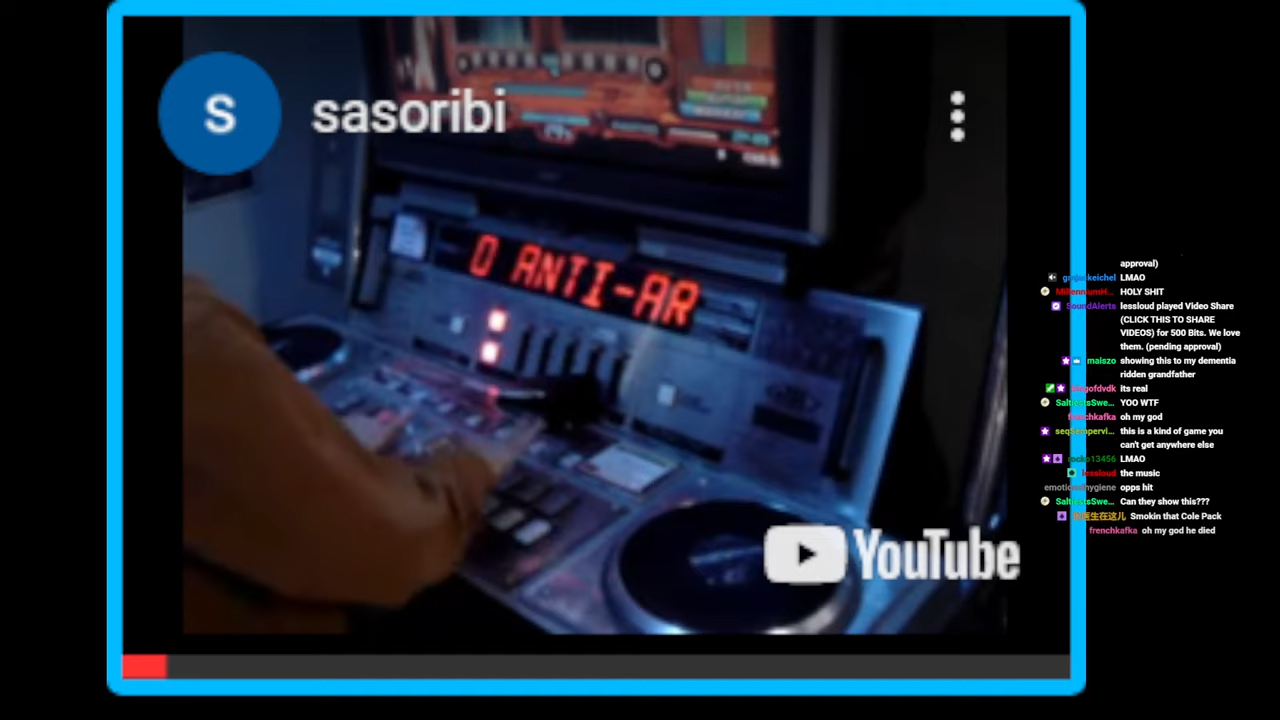 S
sasoribi
0 ANTI-AR
YouTube
approval)
LMAO
HOLY SHIT
SoundAlerts lessloud played Video Share
(CLICK THIS TO SHARE
VIDEOS) for 500 Bits. We love
them. (pending approval)
maiszo showing this to my dementia
ridden grandfather
its real
YOO WTF
frenchkafka oh my god
this is a kind of game you
can't get anywhere else
LMAO
lessloud the music
opps hit
Can they show this???
Smokin that Cole Pack
frenchkafka oh my god he died